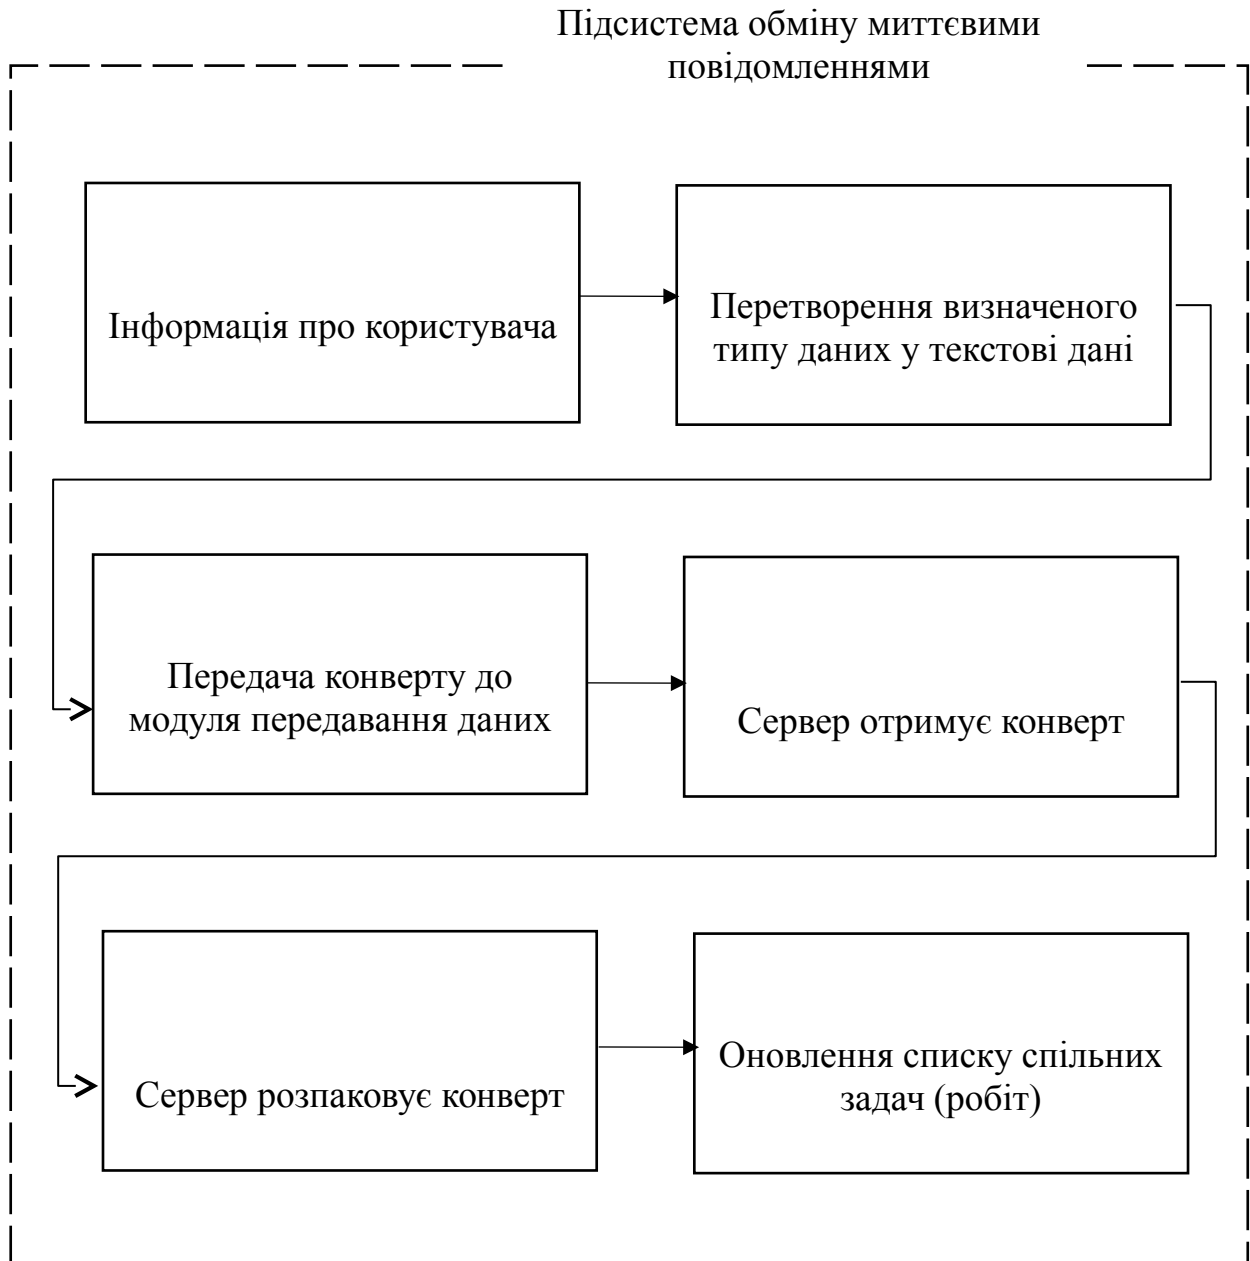 Підсистема обміну миттєвими
повідомленнями
Інформація про користувача
Перетворення визначеного
типу даних у текстові дані
Передача конверту до
модуля передавання даних
Сервер отримує конверт
Сервер розпаковує конверт
Оновлення списку спільних
задач (робіт)